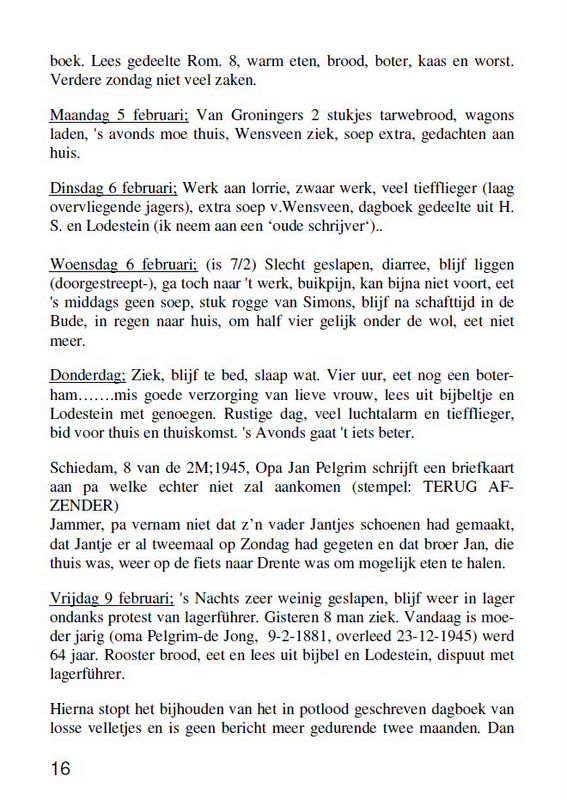 boek. Lees gedeelte Rom. 8, warm eten, brood, boter, kaas en worst.
Verdere zondag niet veel zaken.
Maandag 5 februari; Van Groningers 2 stukjes tarwebrood, wagons
laden, 's avonds moe thuis, Wensveen ziek, soep extra, gedachten aan
huis.
Dinsdag 6 februari; Werk aan lorrie, zwaar werk, veel tiefflieger (laag
overvliegende jagers), extra soep v.Wensveen, dagboek gedeelte uit H.
S. en Lodestein (ik neem aan een ‘oude schrijver‘)..
Woensdag 6 februari; (is 7/2) Slecht geslapen, diarree, blijf liggen
(doorgestreept-), ga toch naar 't werk, buikpijn, kan bijna niet voort, eet
's middags geen soep, stuk rogge van Simons, blijf na schafttijd in de
Bude, in regen naar huis, om half vier gelijk onder de wol, eet niet
meer.
Donderdag; Ziek, blijf te bed, slaap wat. Vier uur, eet nog een boter-
ham…….mis goede verzorging van lieve vrouw, lees uit bijbeltje en
Lodestein met genoegen. Rustige dag, veel luchtalarm en tiefflieger,
bid voor thuis en thuiskomst. 's Avonds gaat 't iets beter.
Schiedam, 8 van de 2M;1945, Opa Jan Pelgrim schrijft een briefkaart
aan pa welke echter niet zal aankomen (stempel: TERUG AF-
ZENDER)
Jammer, pa vernam niet dat z’n vader Jantjes schoenen had gemaakt,
dat Jantje er al tweemaal op Zondag had gegeten en dat broer Jan, die
thuis was, weer op de fiets naar Drente was om mogelijk eten te halen.
Vrijdag 9 februari; 's Nachts zeer weinig geslapen, blijf weer in lager
ondanks protest van lagerführer. Gisteren 8 man ziek. Vandaag is moe-
der jarig (oma Pelgrim-de Jong, 9-2-1881, overleed 23-12-1945) werd
64 jaar. Rooster brood, eet en lees uit bijbel en Lodestein, dispuut met
lagerführer.
Hierna stopt het bijhouden van het in potlood geschreven dagboek van
losse velletjes en is geen bericht meer gedurende twee maanden. Dan
16